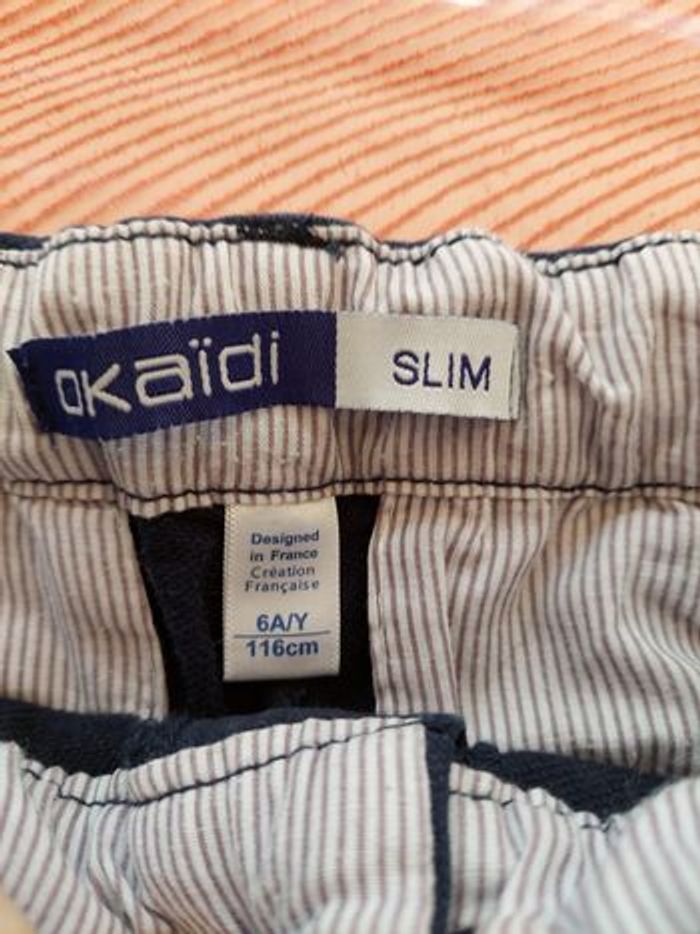 okaïdi SLIM
Designed
in France
Création
Française
6A/Y
116cm